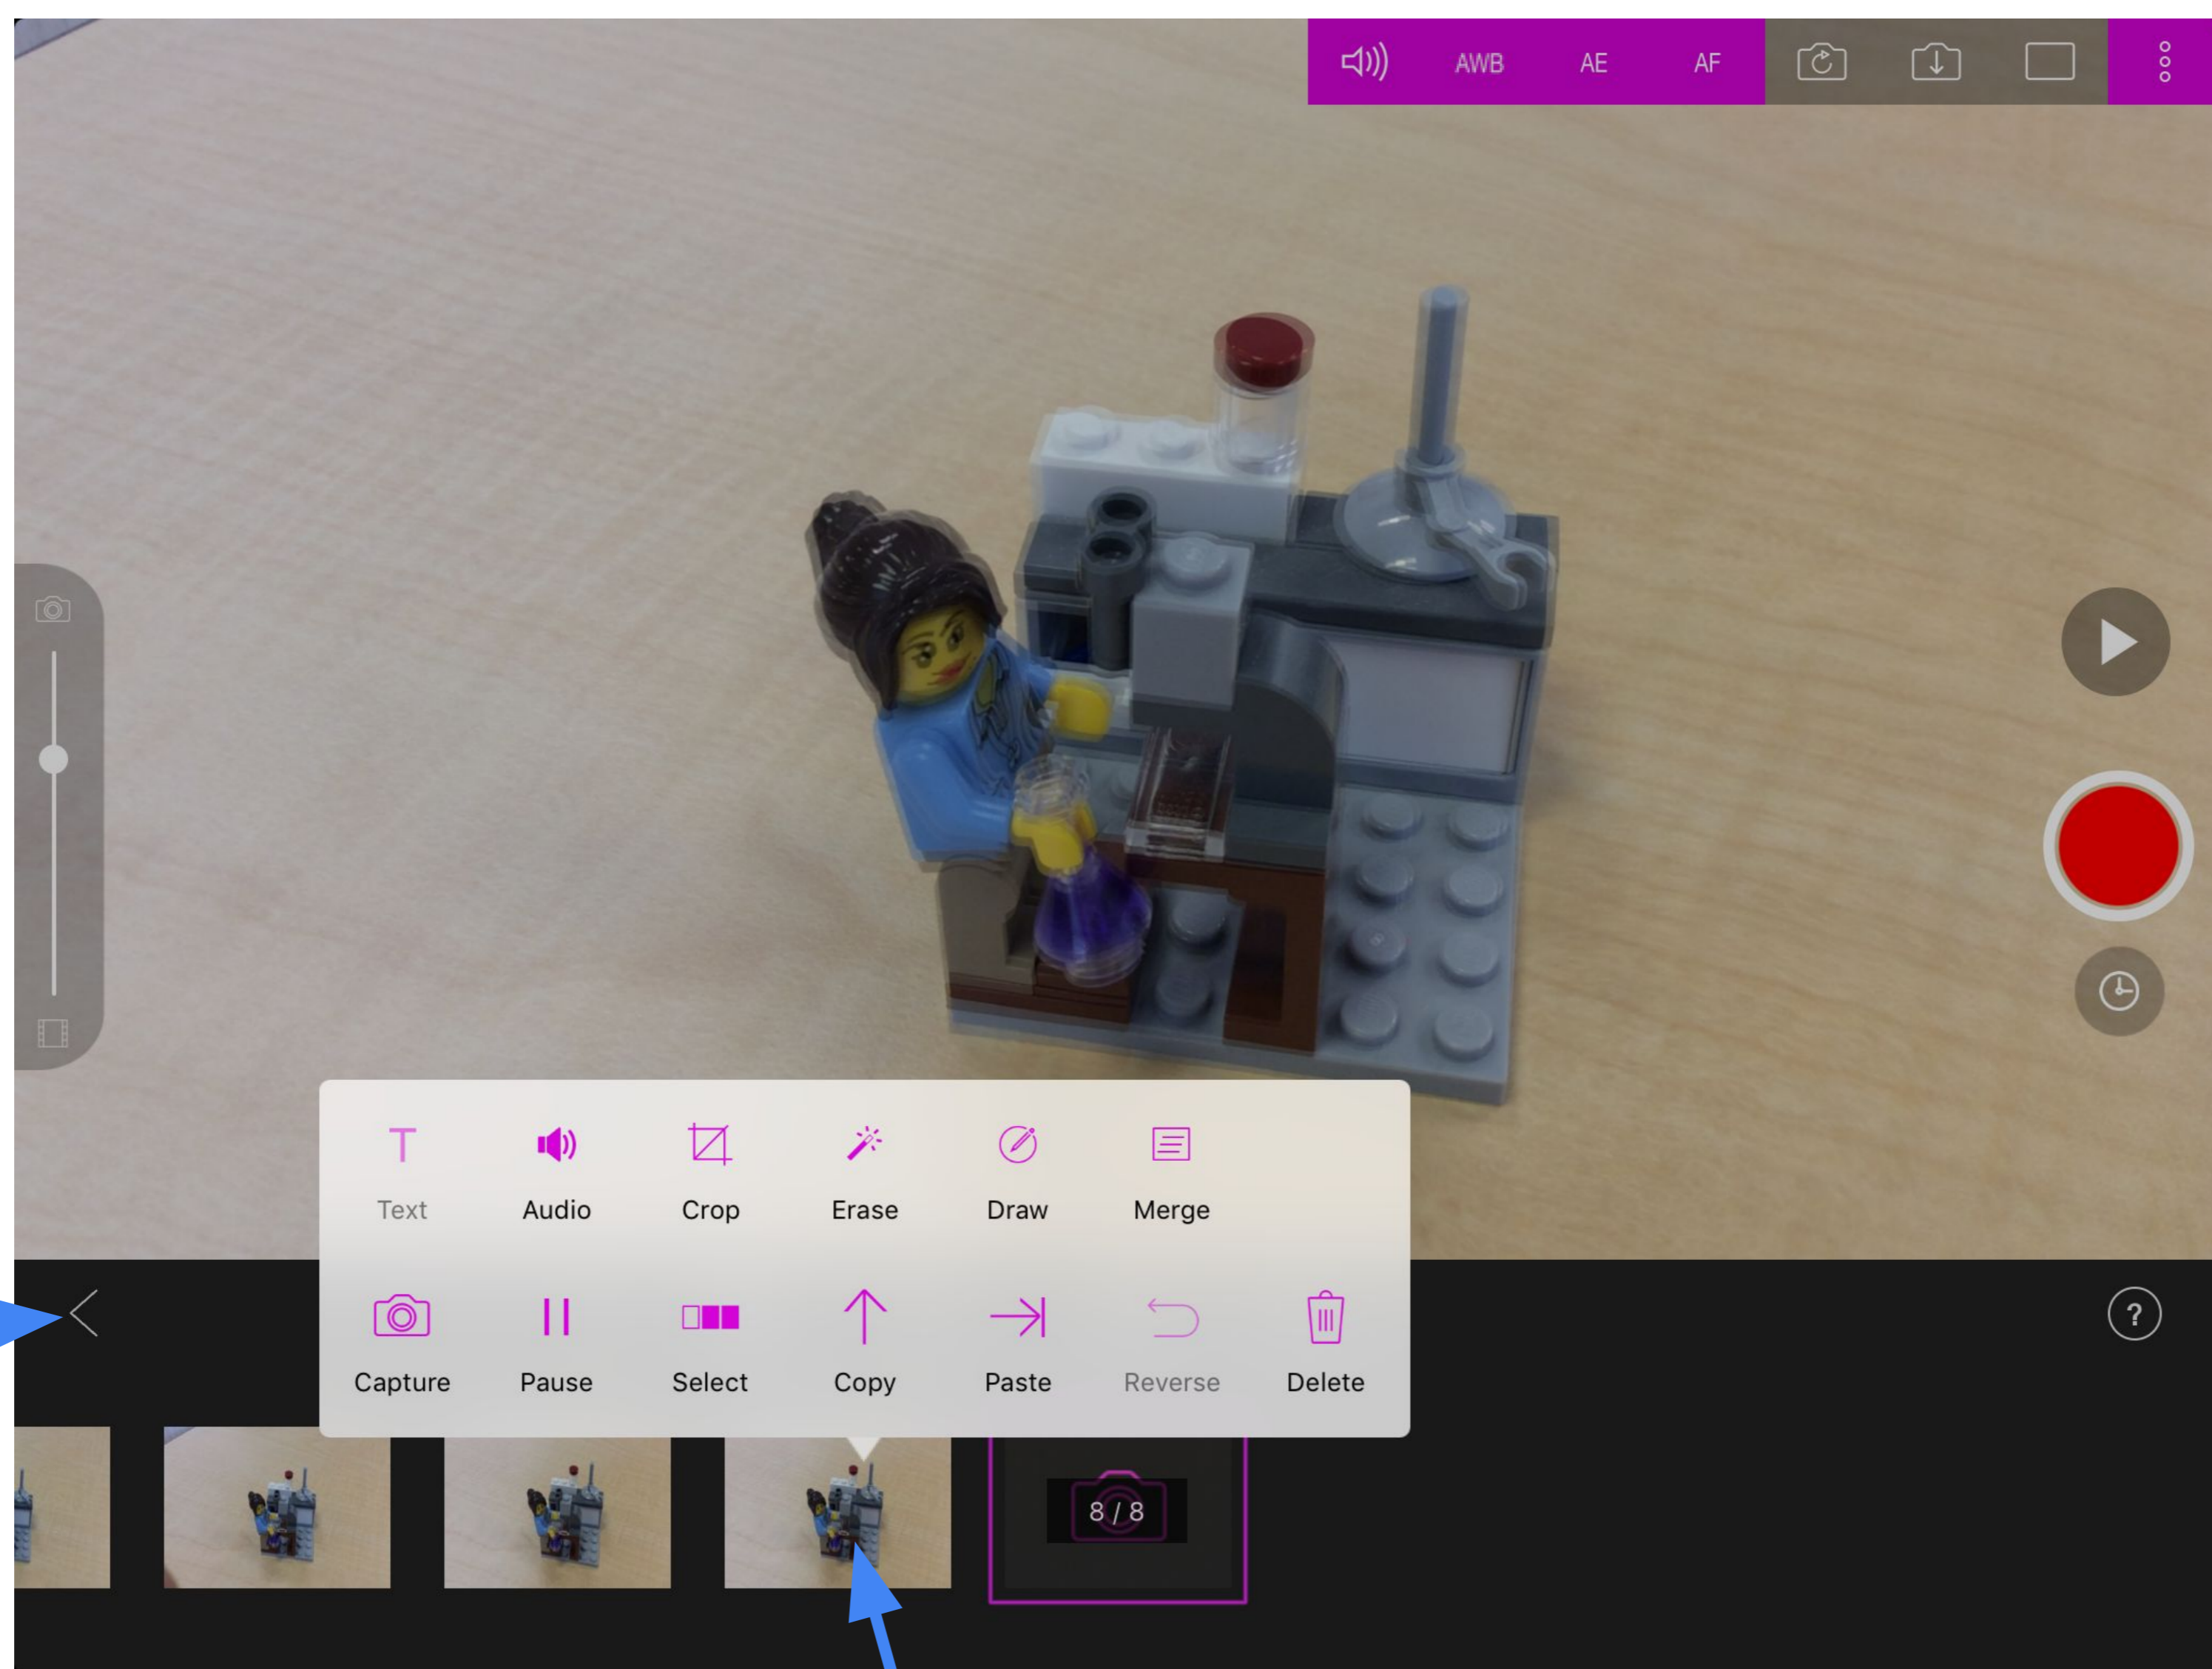 AWB AE AF
Text Audio Crop Erase Draw Merge
Capture Pause Select Copy Paste Reverse Delete
?
8 / 8